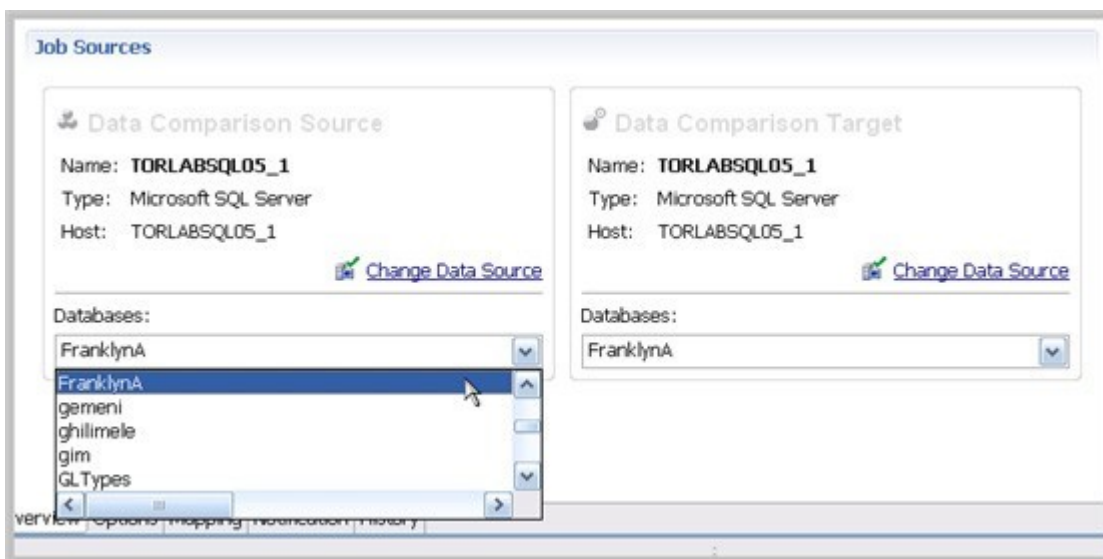 Job Sources
Data Comparison Source
Name: TORLABSQL05_1
Type: Microsoft SQL Server
Host: TORLABSQL05_1
Change Data Source
Databases:
FranklynA
FranklynA
gemeni
ghilimele
gim
GLTypes
Data Comparison Target
Name: TORLABSQL05_1
Type: Microsoft SQL Server
Host: TORLABSQL05_1
Change Data Source
Databases:
FranklynA
verview Options Mapping Notification History